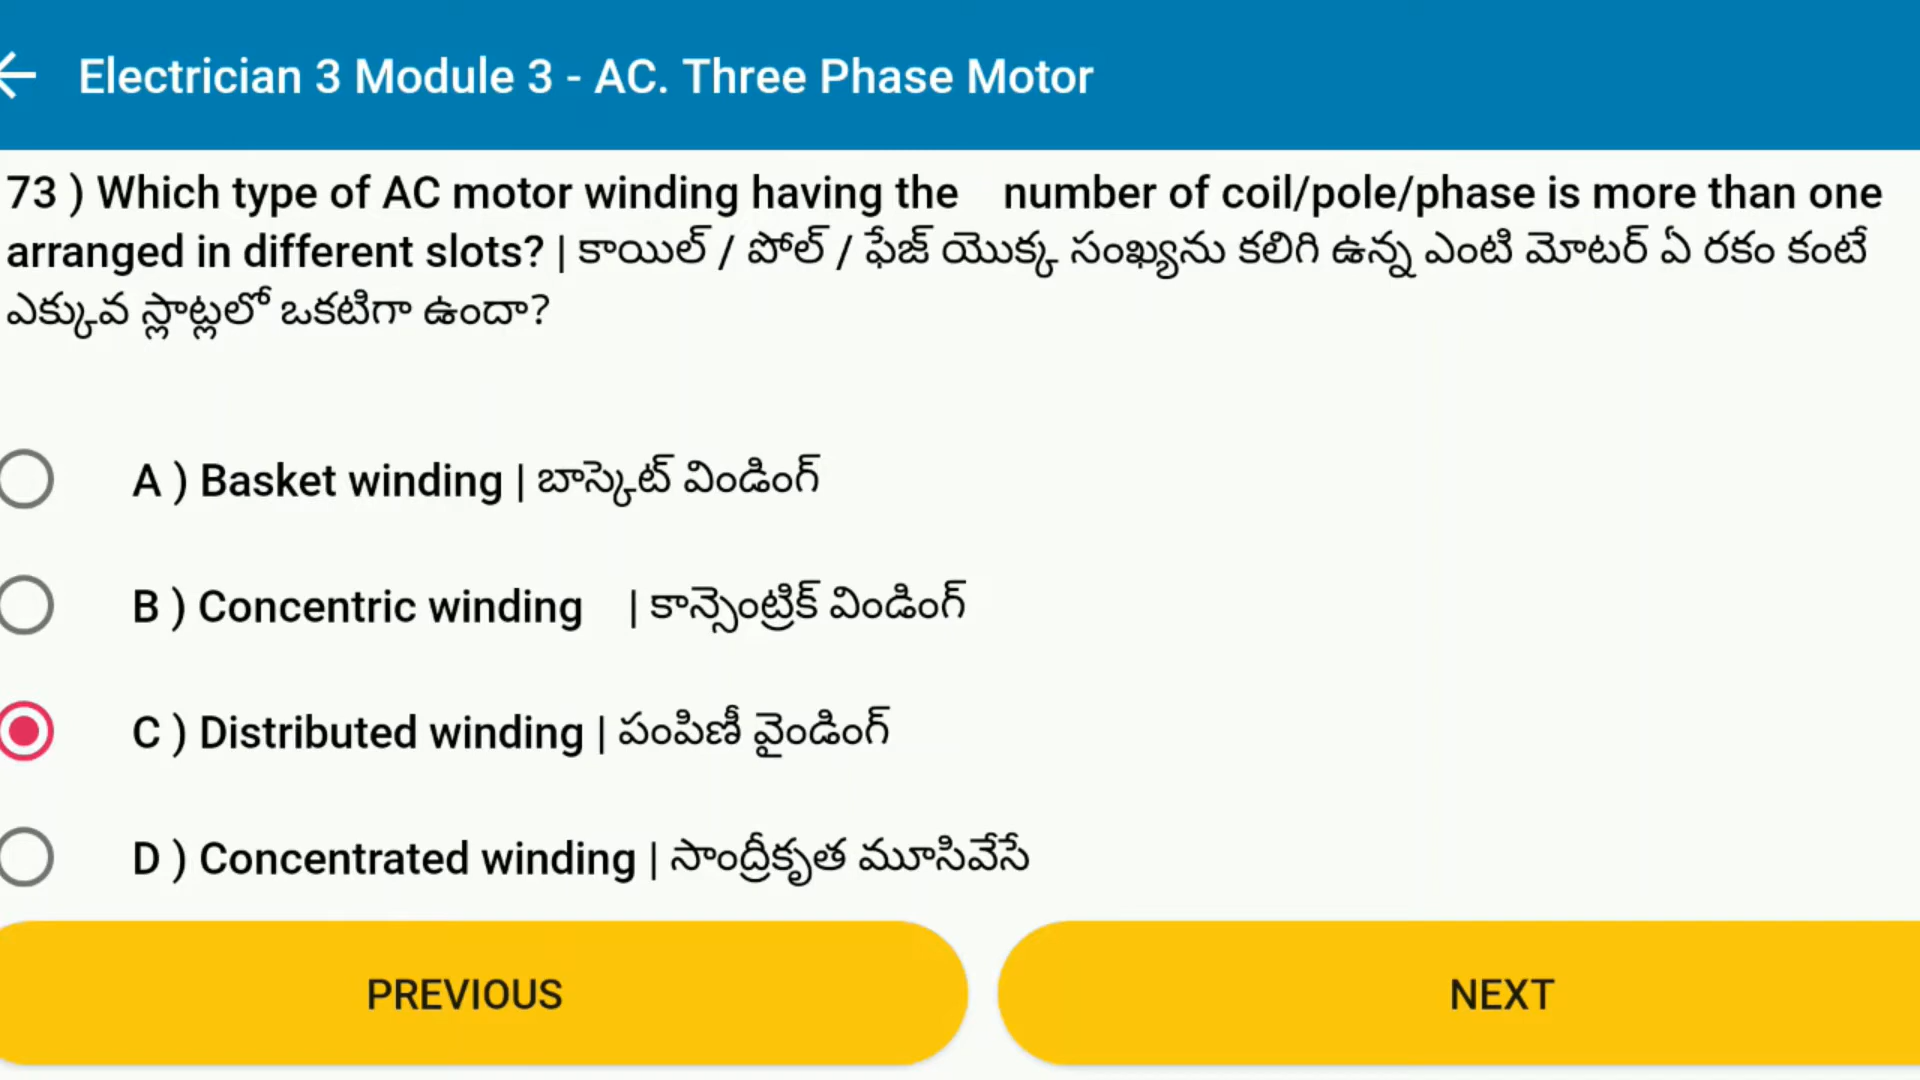 Electrician 3 Module 3 - AC. Three Phase Motor
73 ) Which type of AC motor winding having the number of coil/pole/phase is more than one
arranged in different slots? | కాయిల్ / పోల్ / ఫేజ్ యొక్క సంఖ్యను కలిగి ఉన్న ఎంటి మోటర్ ఏ రకం కంటే
ఎక్కువ స్లాట్లలో ఒకటిగా ఉందా?
A ) Basket winding | బాస్కెట్ విండింగ్
B ) Concentric winding | కాన్సెంట్రిక్ విండింగ్
C ) Distributed winding | పంపిణీ వైండింగ్
D ) Concentrated winding | సాంద్రీకృత మూసివేసే
PREVIOUS
NEXT